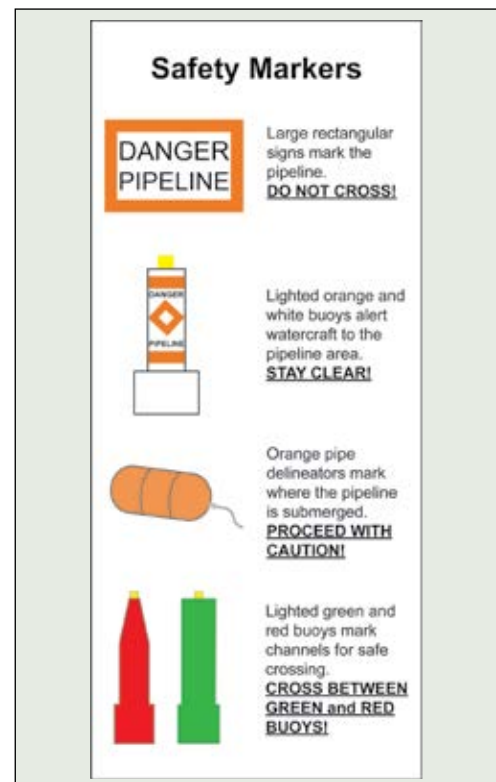 Safety Markers
DANGER
PIPELINE
Large rectangular
signs mark the
pipeline.
DO NOT CROSS!
DANGER
PIPELINE
Lighted orange and
white buoys alert
watercraft to the
pipeline area.
STAY CLEAR!
Orange pipe
delineators mark
where the pipeline
is submerged.
PROCEED WITH
CAUTION!
Lighted green and
red buoys mark
channels for safe
crossing.
CROSS BETWEEN
GREEN and RED
BUOYS!